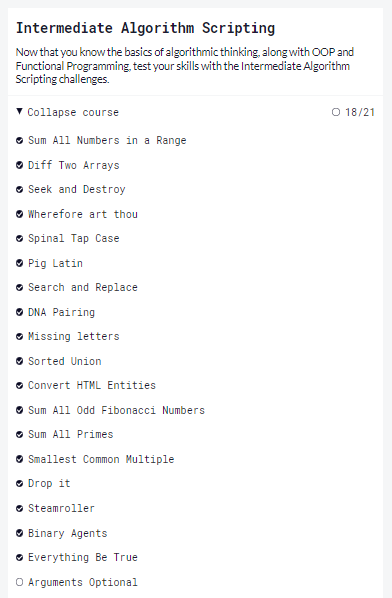 Intermediate Algorithm Scripting
Now that you know the basics of algorithmic thinking, along with OOP and
Functional Programming, test your skills with the Intermediate Algorithm
Scripting challenges.
Collapse course 18/21
Sum All Numbers in a Range
Diff Two Arrays
Seek and Destroy
Wherefore art thou
Spinal Tap Case
Pig Latin
Search and Replace
DNA Pairing
Missing letters
Sorted Union
Convert HTML Entities
Sum All Odd Fibonacci Numbers
Sum All Primes
Smallest Common Multiple
Drop it
Steamroller
Binary Agents
Everything Be True
Arguments Optional